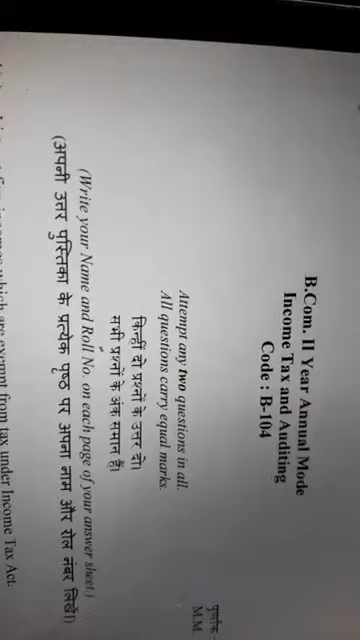 B.Com. II Year Annual Mode
Income Tax and Auditing
Code : B-104
पूर्णांक
M.M.
Attempt any two questions in all.
All questions carry equal marks.
किन्हीं दो प्रश्नों के उत्तर दो।
सभी प्रश्नों के अंक समान हैं।
(Write your Name and Roll No. on each page of your answer sheet.)
(अपनी उत्तर पुस्तिका के प्रत्येक पृष्ठ पर अपना नाम और रोल नंबर लिखें।)
which are exempt from tax under Income Tax Act.